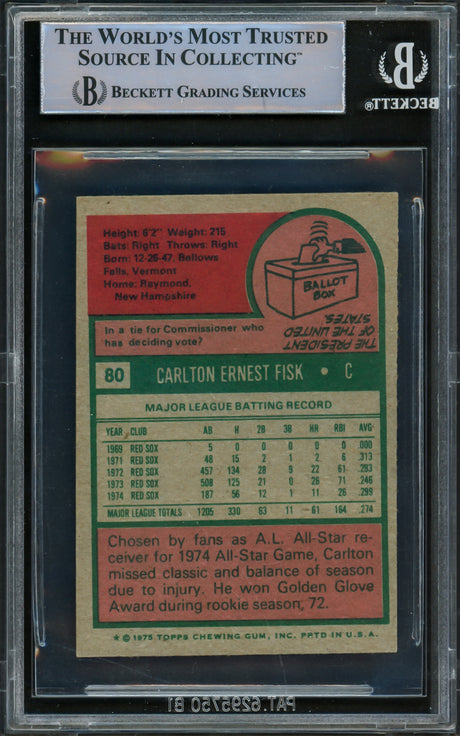 THE WORLD'S MOST TRUSTED
SOURCE IN COLLECTING™
B BECKETT GRADING SERVICES
B
BECKETT®
Height: 6'2" Weight: 215
Bats: Right Throws: Right
Born: 12-26-47, Bellows
Falls, Vermont
Home: Raymond,
New Hampshire
BALLOT
BOX
In a tie for Commissioner who
has deciding vote?
THE PRESIDENT
OF THE UNITED
STATES.
80 CARLTON ERNEST FISK • C
MAJOR LEAGUE BATTING RECORD
YEAR CLUB AB H 2B 3B HR RBI AVG
1969 RED SOX 5 0 0 0 0 0 .000
1971 RED SOX 48 15 2 1 2 6 .313
1972 RED SOX 457 134 28 9 22 61 .293
1973 RED SOX 508 125 21 0 26 71 .246
1974 RED SOX 187 56 12 1 11 26 .299
MAJOR LEAGUE TOTALS 1205 330 63 11 61 164 .274
Chosen by fans as A.L. All-Star re-
ceiver for 1974 All-Star Game, Carlton
missed classic and balance of season
due to injury. He won Golden Glove
Award during rookie season, 72.
* © 1975 TOPPS CHEWING GUM, INC. PRTD IN U.S.A.
PAT. 6295750 B1